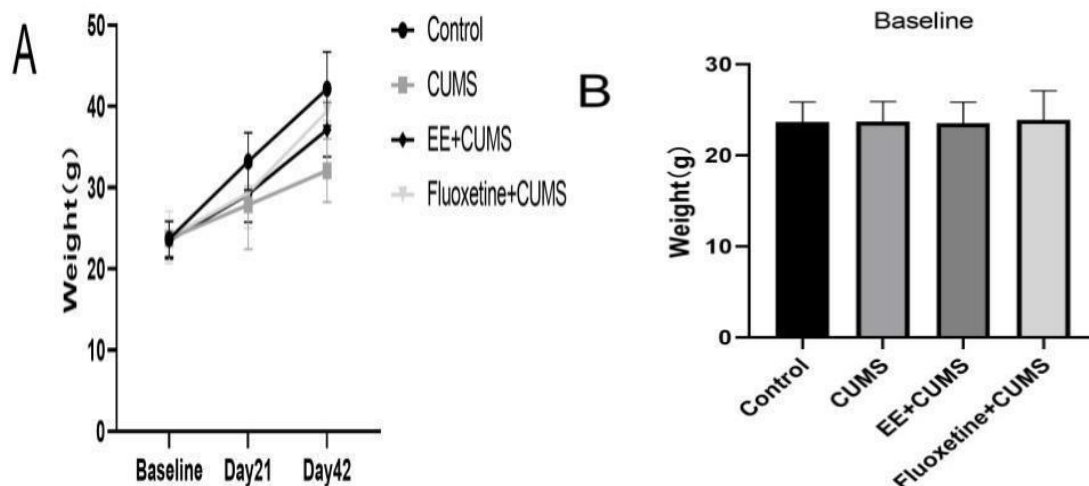 A
Weight(g)
50
40
30
20
10
0
Baseline
Day21
Day42
Control
CUMS
EE+CUMS
Fluoxetine+CUMS
B
Baseline
Weight(g)
30
20
10
0
Control
CUMS
EE+CUMS
Fluoxetine+CUMS